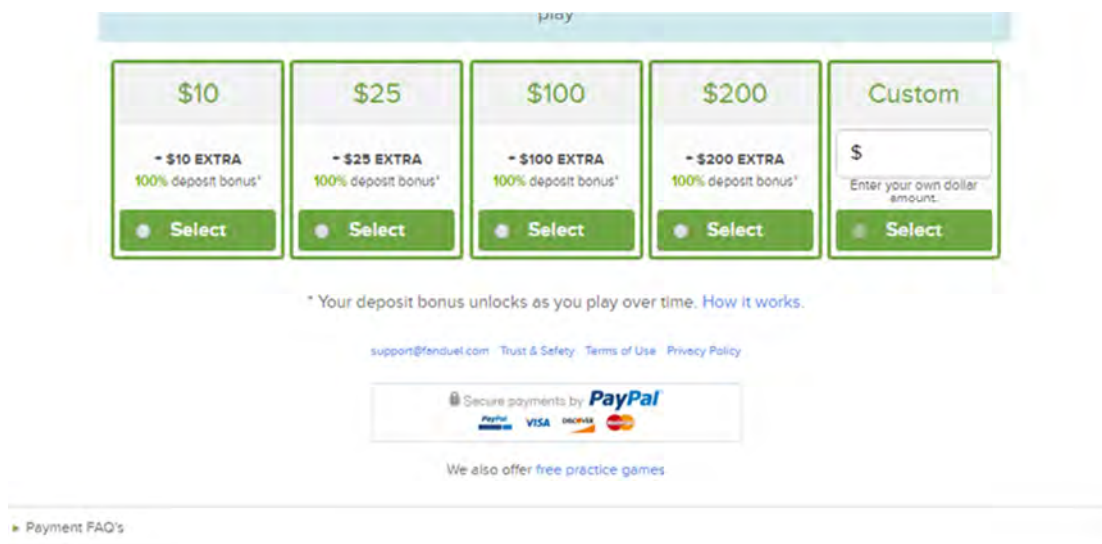 play
$10 $25 $100 $200 Custom
+ $10 EXTRA + $25 EXTRA + $100 EXTRA + $200 EXTRA $
100% deposit bonus* 100% deposit bonus* 100% deposit bonus* 100% deposit bonus* Enter your own dollar
amount.
Select Select Select Select Select
* Your deposit bonus unlocks as you play over time. How it works.
support@fanduel.com Trust & Safety Terms of Use Privacy Policy
Secure payments by PayPal
PayPal VISA DISCOVER MasterCard
We also offer free practice games
Payment FAQ's